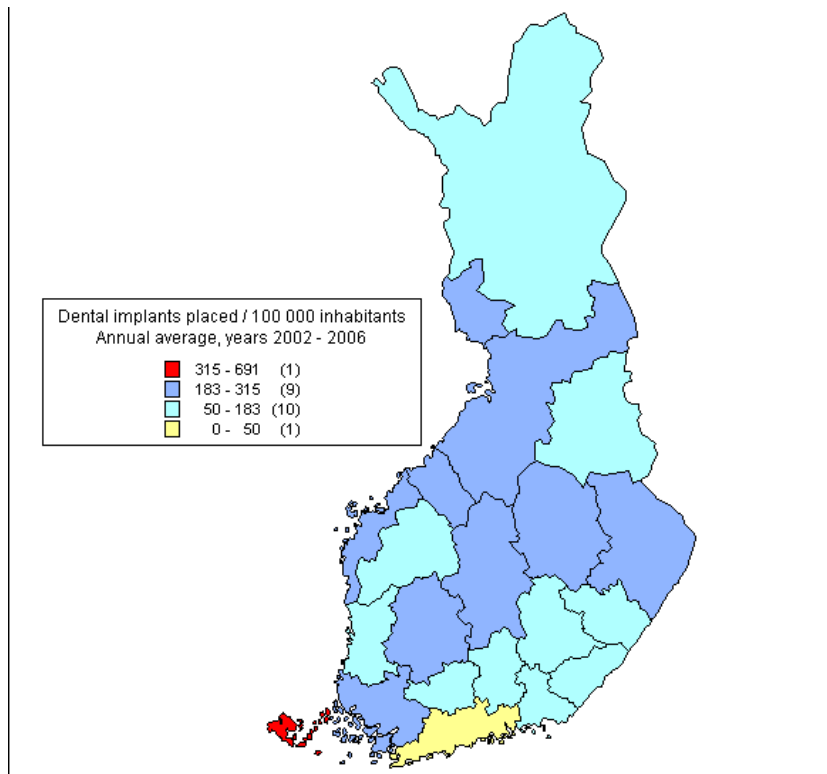 Dental implants placed / 100 000 inhabitants
Annual average, years 2002 - 2006
315 - 691 (1)
183 - 315 (9)
50 - 183 (10)
0 - 50 (1)